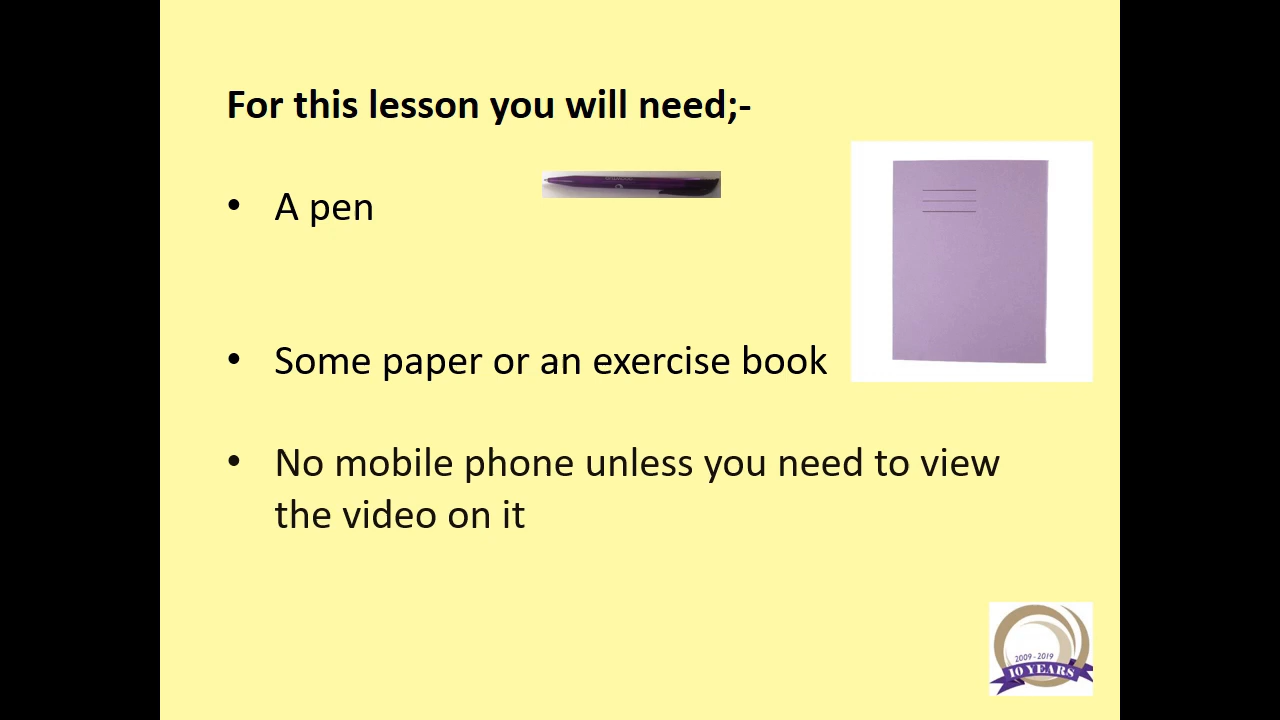 For this lesson you will need;-
• A pen
• Some paper or an exercise book
• No mobile phone unless you need to view
the video on it
2009-2019
10 YEARS